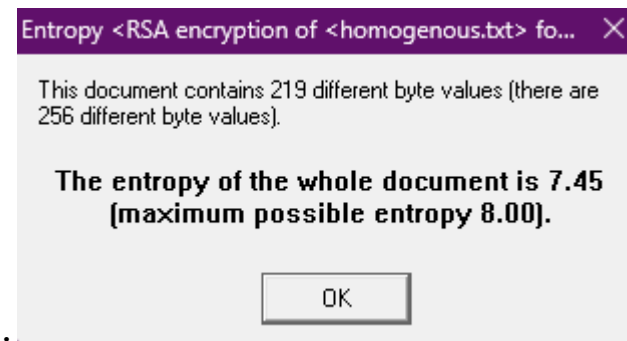 Entropy <RSA encryption of <homogenous.txt> fo...
This document contains 219 different byte values (there are
256 different byte values).
The entropy of the whole document is 7.45
(maximum possible entropy 8.00).
OK